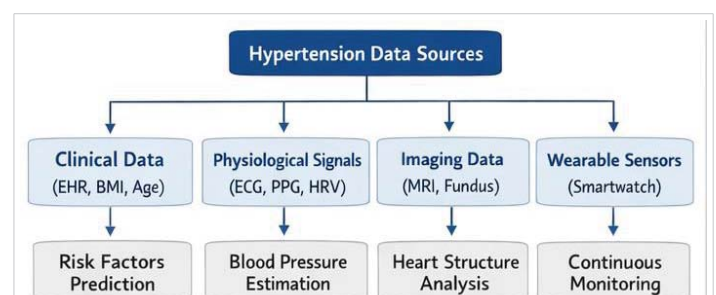 Hypertension Data Sources
Clinical Data
(EHR, BMI, Age)
Physiological Signals
(ECG, PPG, HRV)
Imaging Data
(MRI, Fundus)
Wearable Sensors
(Smartwatch)
Risk Factors
Prediction
Blood Pressure
Estimation
Heart Structure
Analysis
Continuous
Monitoring